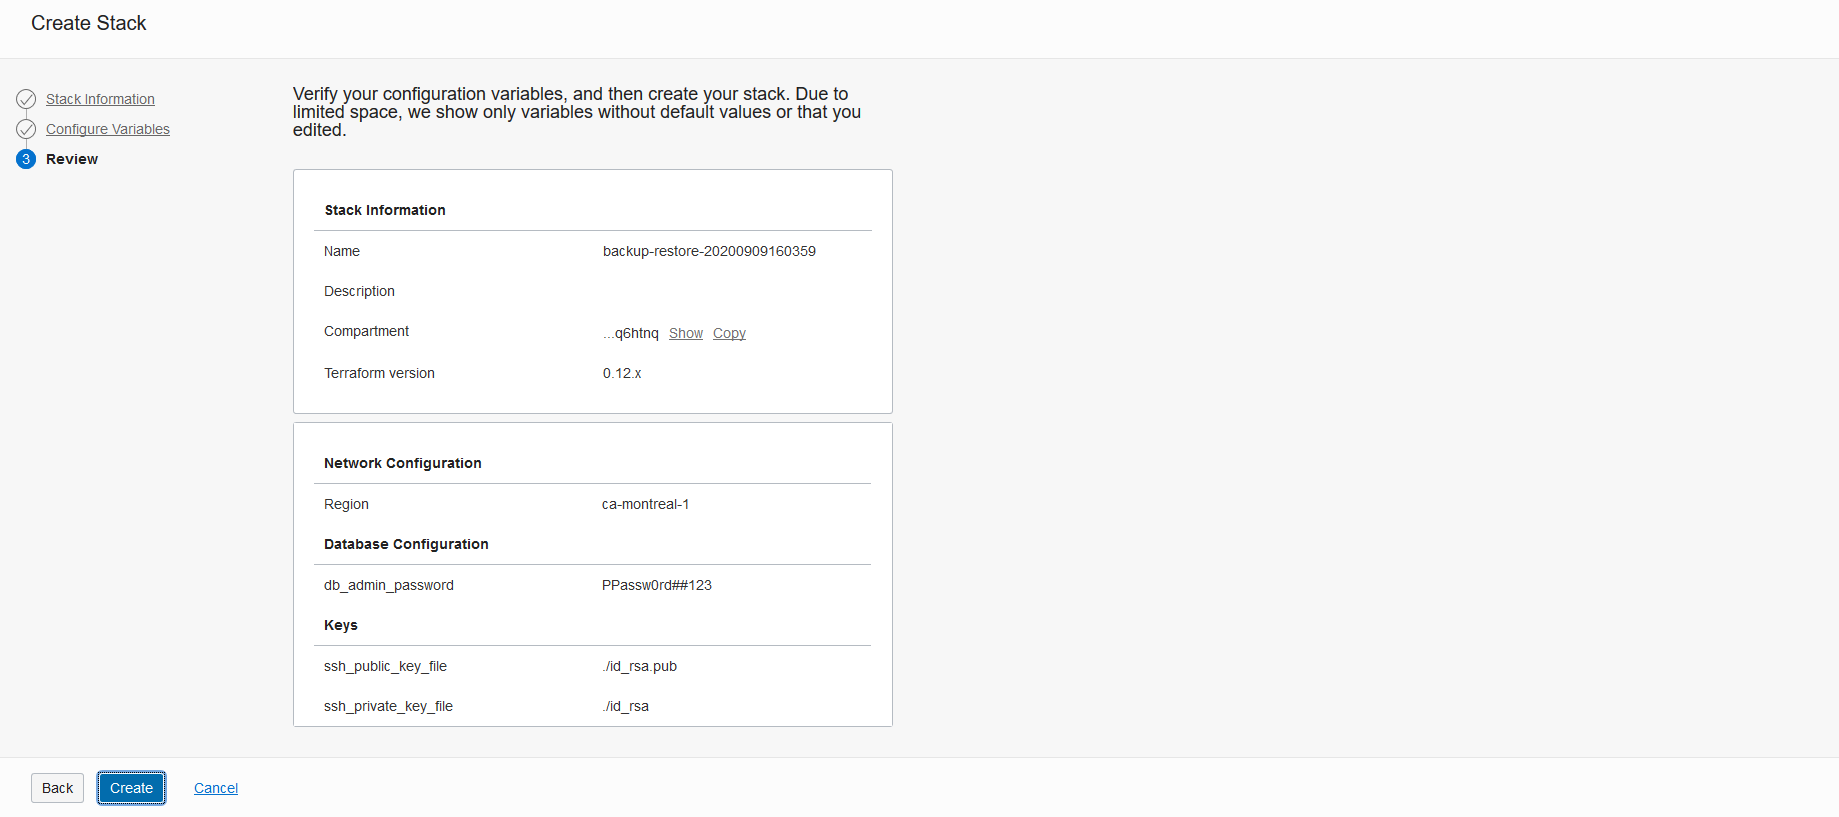 Create Stack
Stack Information
Configure Variables
3 Review
Verify your configuration variables, and then create your stack. Due to
limited space, we show only variables without default values or that you
edited.
Stack Information
Name backup-restore-20200909160359
Description
Compartment ...q6htnq Show Copy
Terraform version 0.12.x
Network Configuration
Region ca-montreal-1
Database Configuration
db_admin_password PPassw0rd##123
Keys
ssh_public_key_file ./id_rsa.pub
ssh_private_key_file ./id_rsa
Back Create Cancel